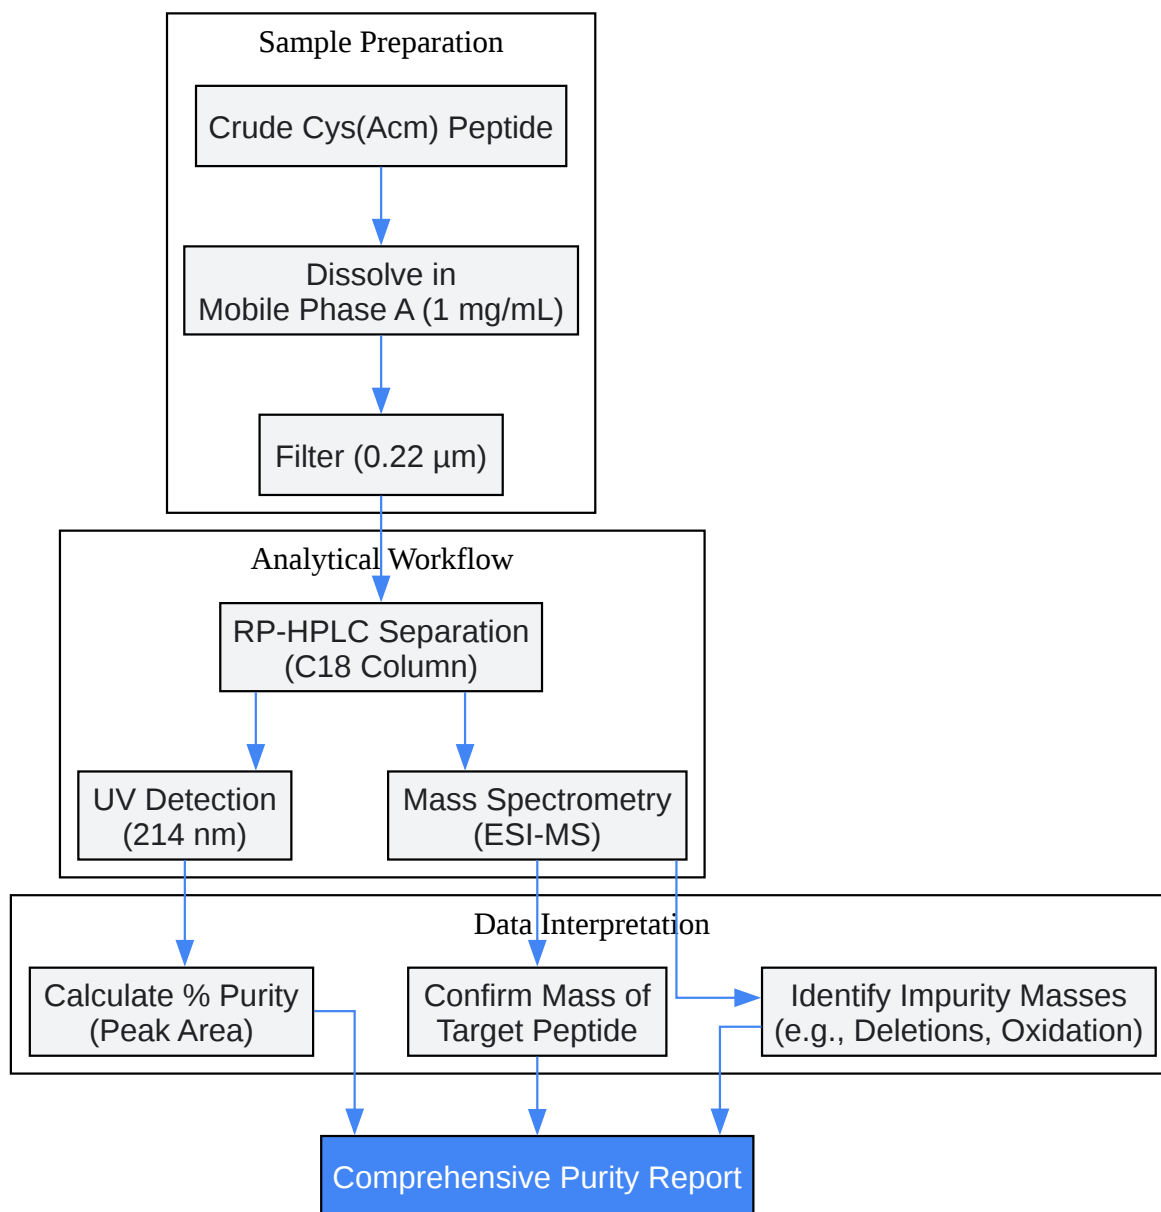 Sample Preparation
Crude Cys(Acm) Peptide
Dissolve in
Mobile Phase A (1 mg/mL)
Filter (0.22 µm)
Analytical Workflow
RP-HPLC Separation
(C18 Column)
UV Detection
(214 nm)
Mass Spectrometry
(ESI-MS)
Data Interpretation
Calculate % Purity
(Peak Area)
Confirm Mass of
Target Peptide
Identify Impurity Masses
(e.g., Deletions, Oxidation)
Comprehensive Purity Report